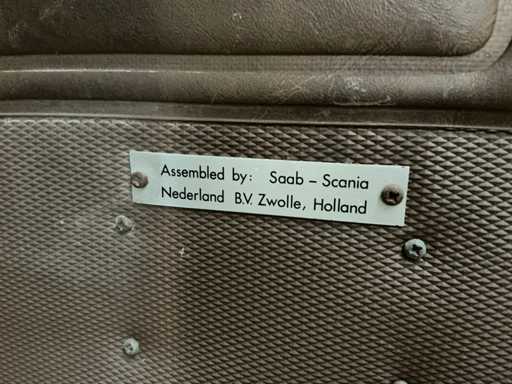 Assembled by: Saab - Scania
Nederland B.V. Zwolle, Holland